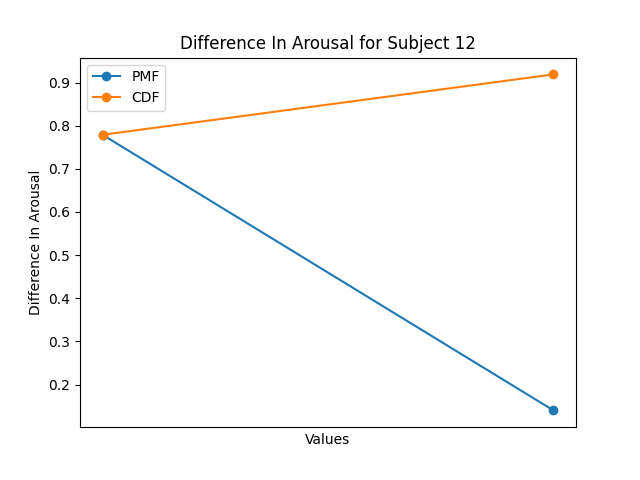 Difference In Arousal for Subject 12
PMF
CDF
0.9
0.8
0.7
0.6
0.5
0.4
0.3
0.2
Difference In Arousal
Values